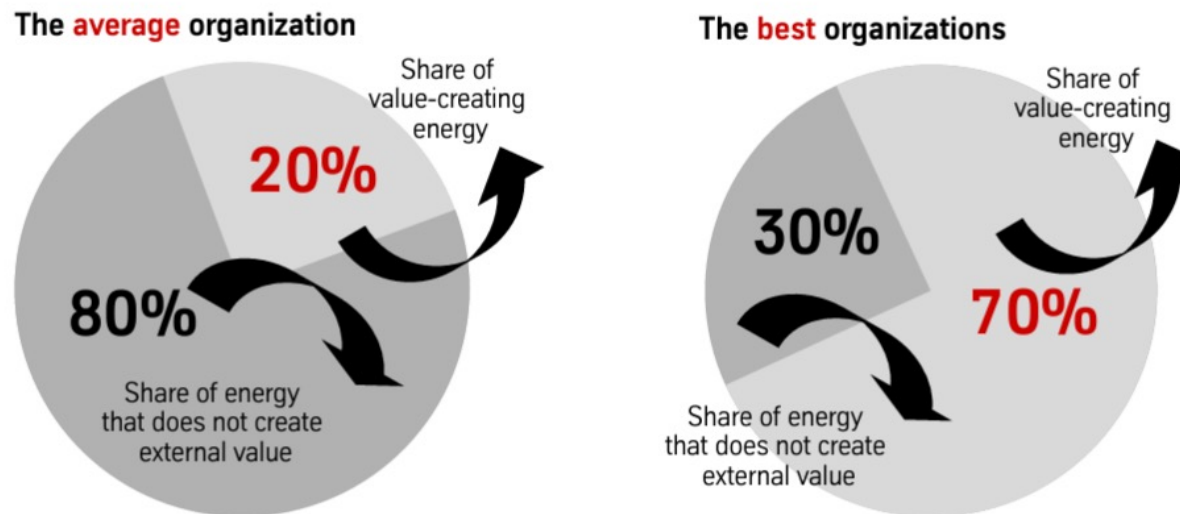 The average organization
Share of
value-creating
energy
20%
80%
Share of energy
that does not create
external value
The best organizations
Share of
value-creating
energy
30%
70%
Share of energy
that does not create
external value